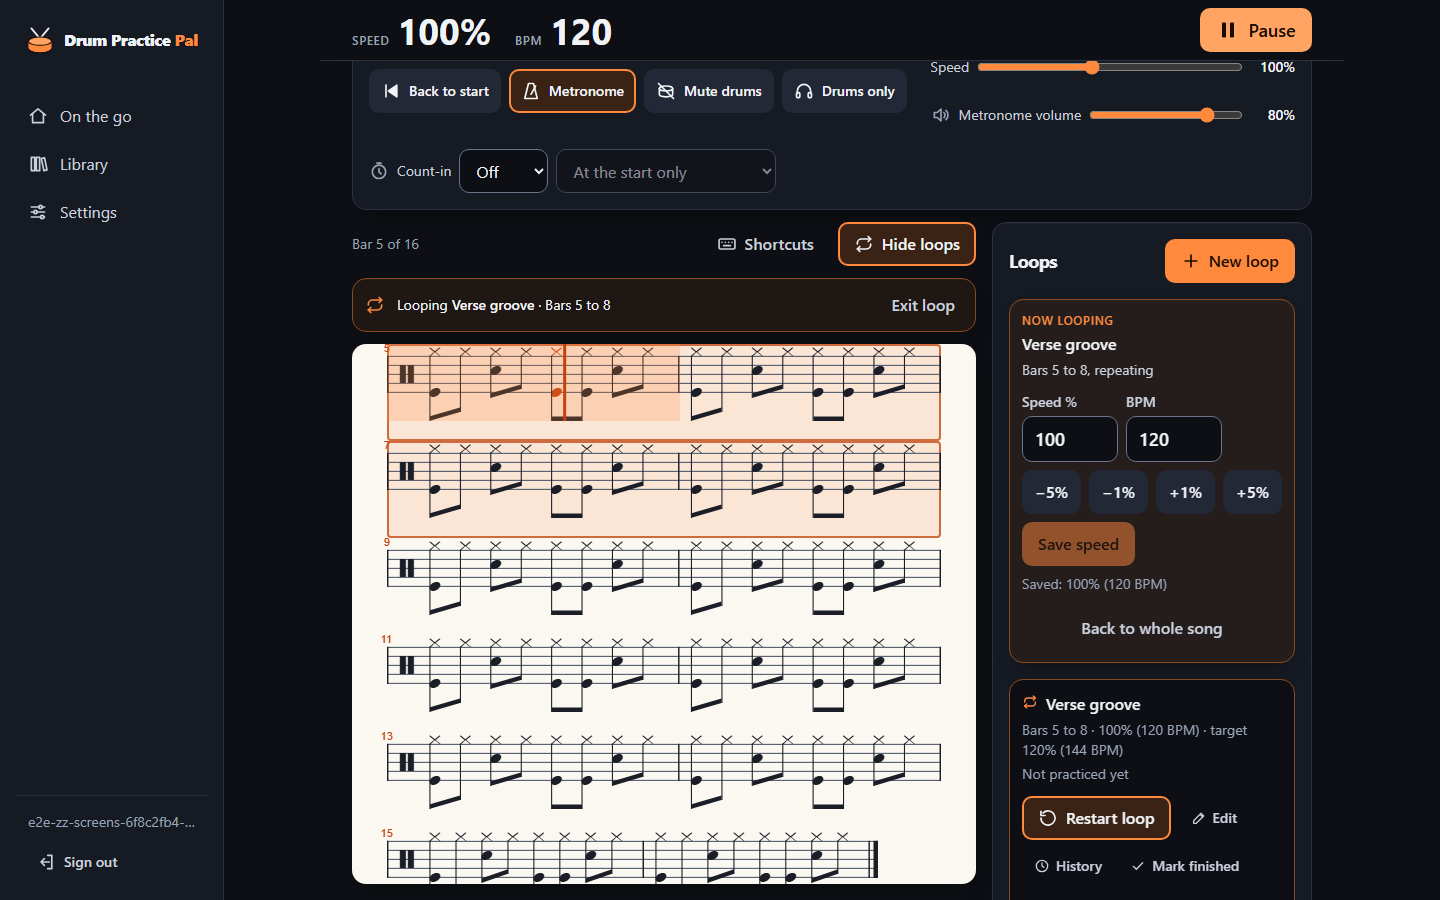 Drum Practice Pal
On the go
Library
Settings
e2e-zz-screens-6f8c2fb4-...
Sign out
SPEED 100% BPM 120
Pause
Back to start
Metronome
Mute drums
Drums only
Speed 100%
Metronome volume 80%
Count-in Off At the start only
Bar 5 of 16
Shortcuts
Hide loops
Looping Verse groove · Bars 5 to 8
Exit loop
9
11
13
15
Loops
New loop
NOW LOOPING
Verse groove
Bars 5 to 8, repeating
Speed % BPM
100 120
−5% −1% +1% +5%
Save speed
Saved: 100% (120 BPM)
Back to whole song
Verse groove
Bars 5 to 8 · 100% (120 BPM) · target
120% (144 BPM)
Not practiced yet
Restart loop
Edit
History
Mark finished